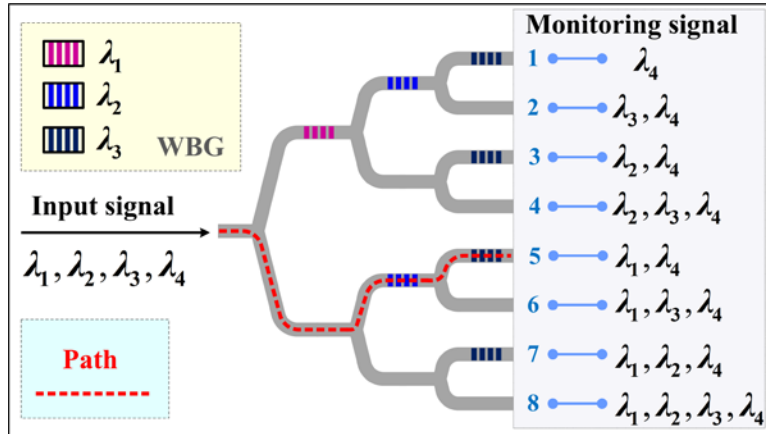 λ₁
λ₂
λ₃
WBG
Input signal
λ₁, λ₂, λ₃, λ₄
Path
Monitoring signal
1 λ₄
2 λ₃, λ₄
3 λ₂, λ₄
4 λ₂, λ₃, λ₄
5 λ₁, λ₄
6 λ₁, λ₃, λ₄
7 λ₁, λ₂, λ₄
8 λ₁, λ₂, λ₃, λ₄